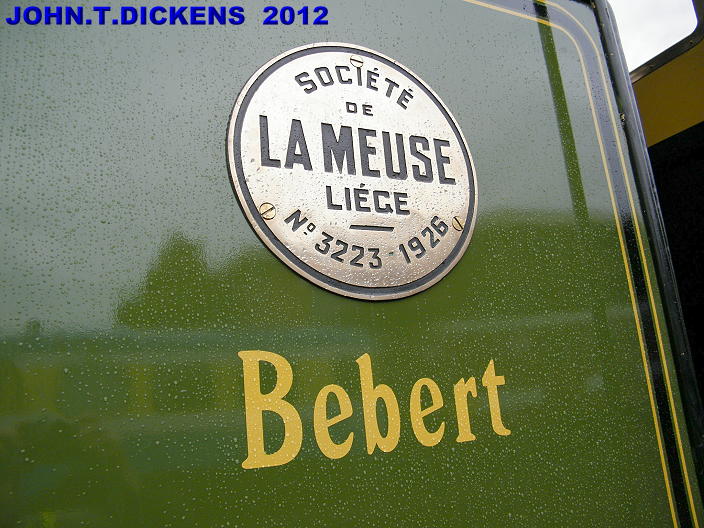 JOHN.T.DICKENS 2012
SOCIÉTÉ
DE
LA MEUSE
LIÉGE
Nº 3223 - 1926
Bebert